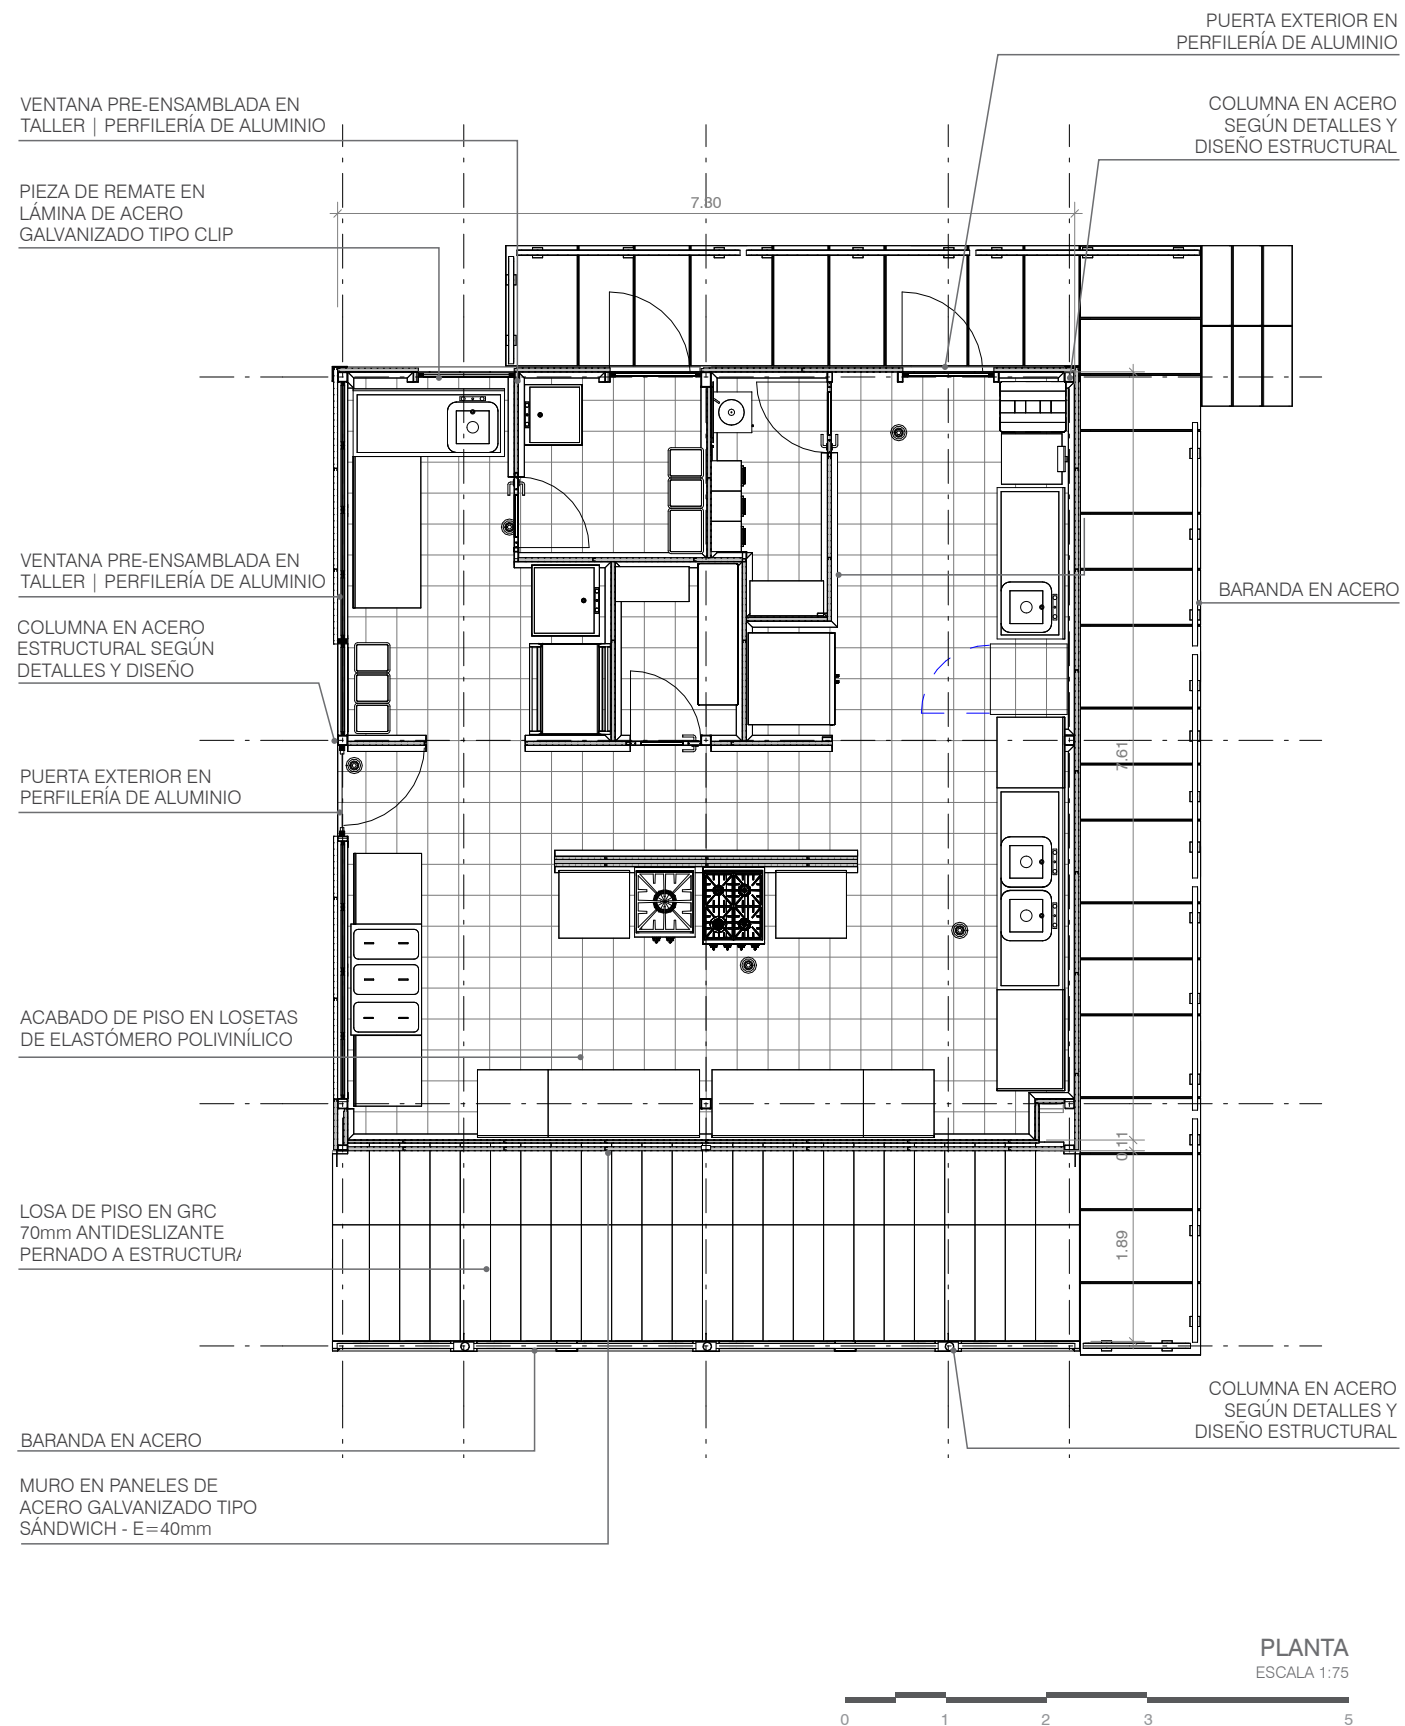 PUERTA EXTERIOR EN
PERFILERÍA DE ALUMINIO
VENTANA PRE-ENSAMBLADA EN
TALLER | PERFILERÍA DE ALUMINIO
COLUMNA EN ACERO
SEGÚN DETALLES Y
DISEÑO ESTRUCTURAL
PIEZA DE REMATE EN
LÁMINA DE ACERO
GALVANIZADO TIPO CLIP
7.80
VENTANA PRE-ENSAMBLADA EN
TALLER | PERFILERÍA DE ALUMINIO
BARANDA EN ACERO
COLUMNA EN ACERO
ESTRUCTURAL SEGÚN
DETALLES Y DISEÑO
7.61
PUERTA EXTERIOR EN
PERFILERÍA DE ALUMINIO
ACABADO DE PISO EN LOSETAS
DE ELASTÓMERO POLIVINÍLICO
0.11
LOSA DE PISO EN GRC
70mm ANTIDESLIZANTE
PERNADO A ESTRUCTURA
1.89
COLUMNA EN ACERO
SEGÚN DETALLES Y
DISEÑO ESTRUCTURAL
BARANDA EN ACERO
MURO EN PANELES DE
ACERO GALVANIZADO TIPO
SÁNDWICH - E=40mm
PLANTA
ESCALA 1:75
0 1 2 3 5